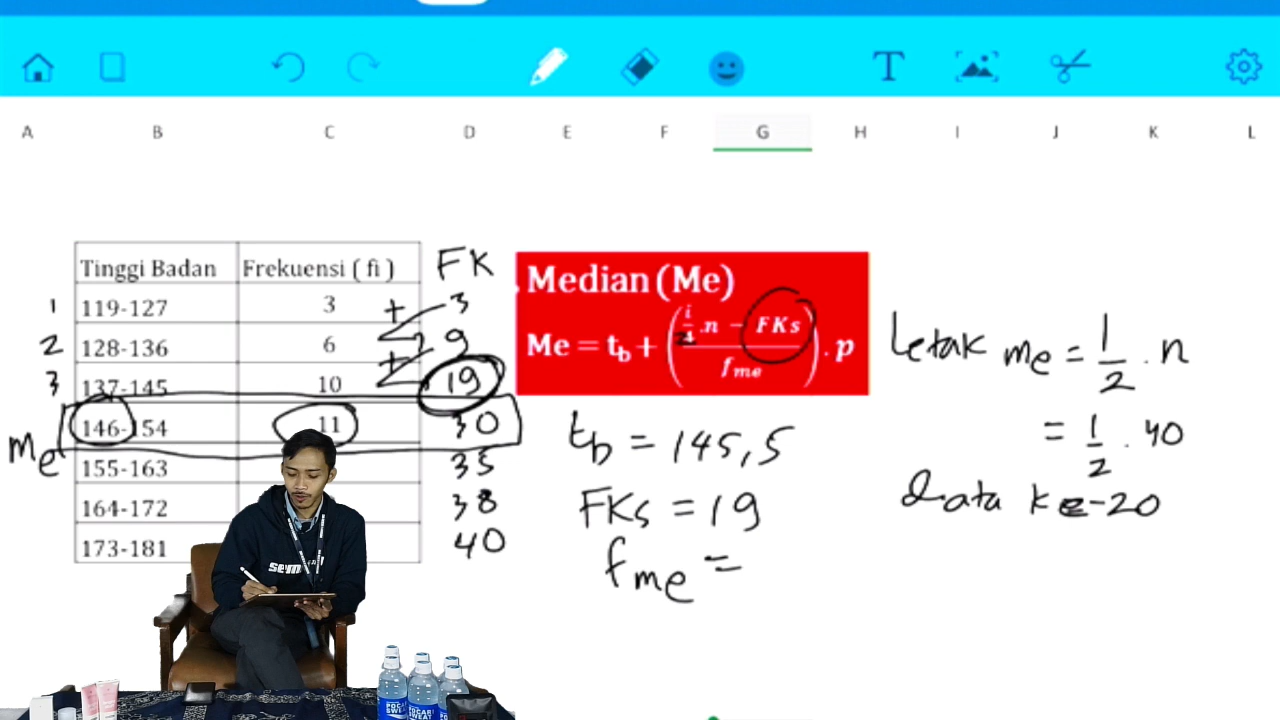 A B C D E F G H I J K L
T
Tinggi Badan Frekuensi ( fi ) FK
1 119-127 3 + 3
2 128-136 6 + 9
3 137-145 10 19
me 146-154 11 30
155-163 35
164-172 38
173-181 40
Median (Me)
Me = tb + ( 1/2 .n − FKs / fme ) . p
tb = 145,5
FKs = 19
fme =
Letak me = 1/2 . n
= 1/2 . 40
data ke-20
POCARI SWEAT